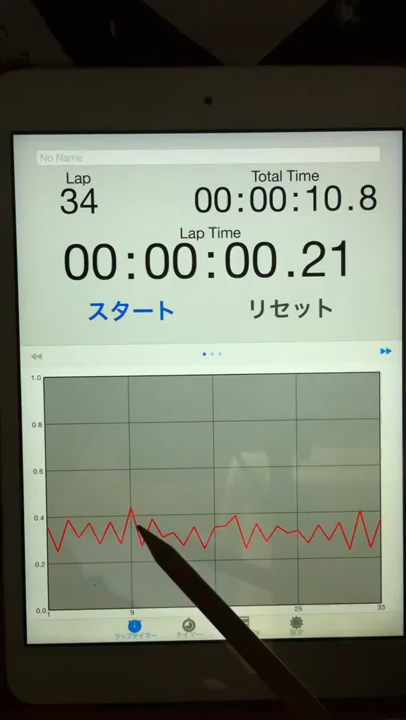 No Name
Lap
34
Total Time
00:00:10.8
Lap Time
00:00:00.21
スタート
リセット
1.0
0.8
0.6
0.4
0.2
0.0
1
9
25
33
ラップタイマー
タイマー
設定